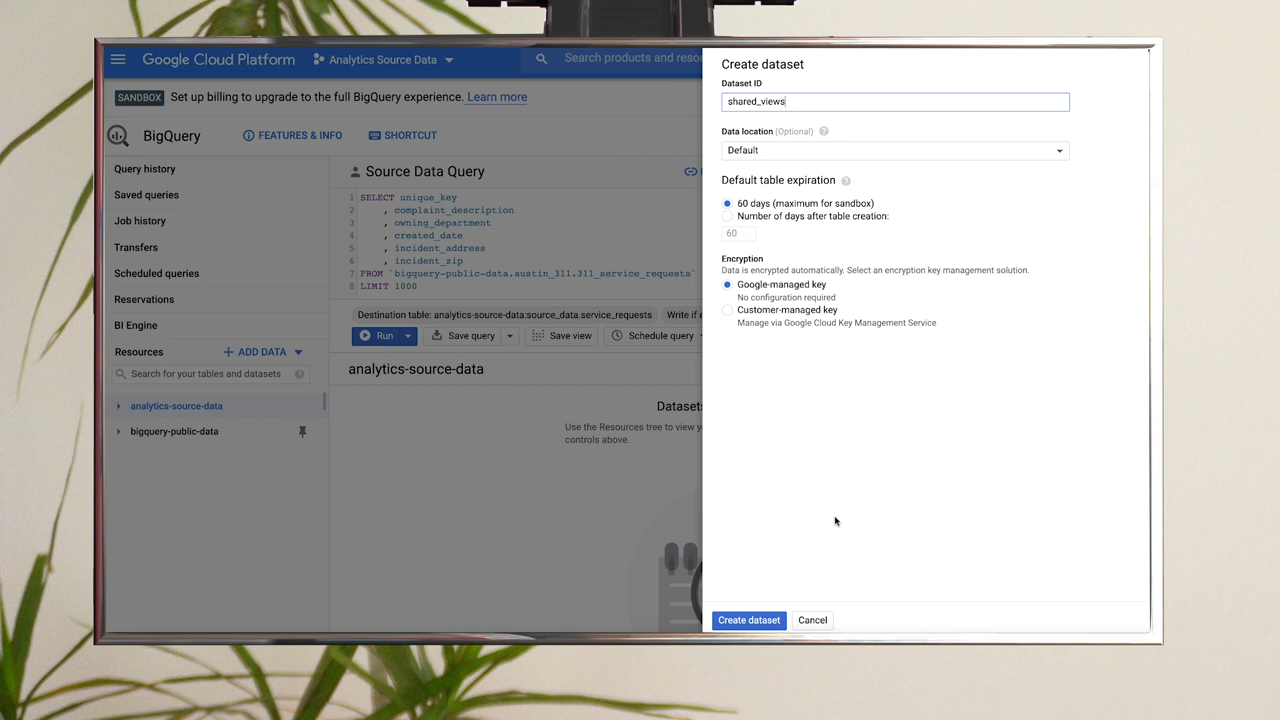 Google Cloud Platform
Analytics Source Data
Search products and resou
SANDBOX Set up billing to upgrade to the full BigQuery experience. Learn more
BigQuery
FEATURES & INFO
SHORTCUT
Query history
Saved queries
Job history
Transfers
Scheduled queries
Reservations
BI Engine
Resources
ADD DATA
Search for your tables and datasets
analytics-source-data
bigquery-public-data
Source Data Query
1 SELECT unique_key
2 , complaint_description
3 , owning_department
4 , created_date
5 , incident_address
6 , incident_zip
7 FROM `bigquery-public-data.austin_311.311_service_requests`
8 LIMIT 1000
Destination table: analytics-source-data:source_data.service_requests
Write if e
Run
Save query
Save view
Schedule query
analytics-source-data
Datasets
Use the Resources tree to view y
controls above.
Create dataset
Dataset ID
shared_views
Data location (Optional)
Default
Default table expiration
60 days (maximum for sandbox)
Number of days after table creation:
60
Encryption
Data is encrypted automatically. Select an encryption key management solution.
Google-managed key
No configuration required
Customer-managed key
Manage via Google Cloud Key Management Service
Create dataset
Cancel